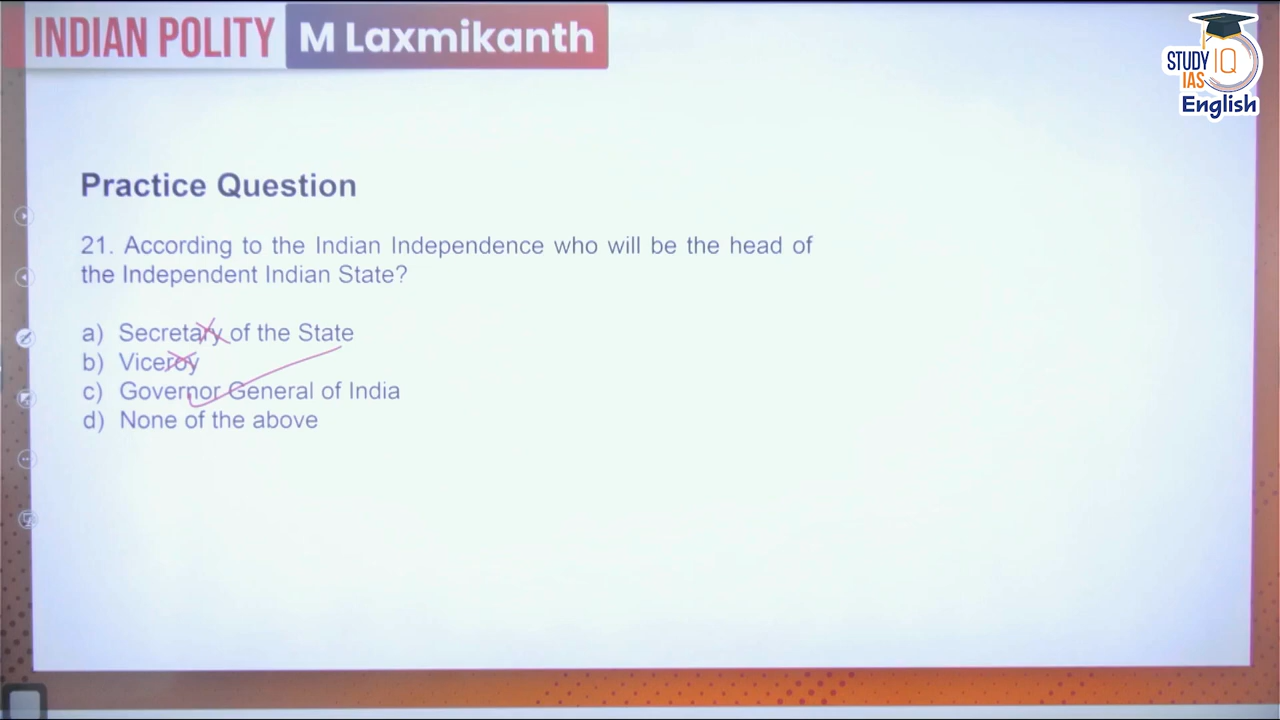 INDIAN POLITY M Laxmikanth
STUDY IQ
IAS
English
Practice Question
21. According to the Indian Independence who will be the head of
the Independent Indian State?
a) Secretary of the State
b) Viceroy
c) Governor General of India
d) None of the above